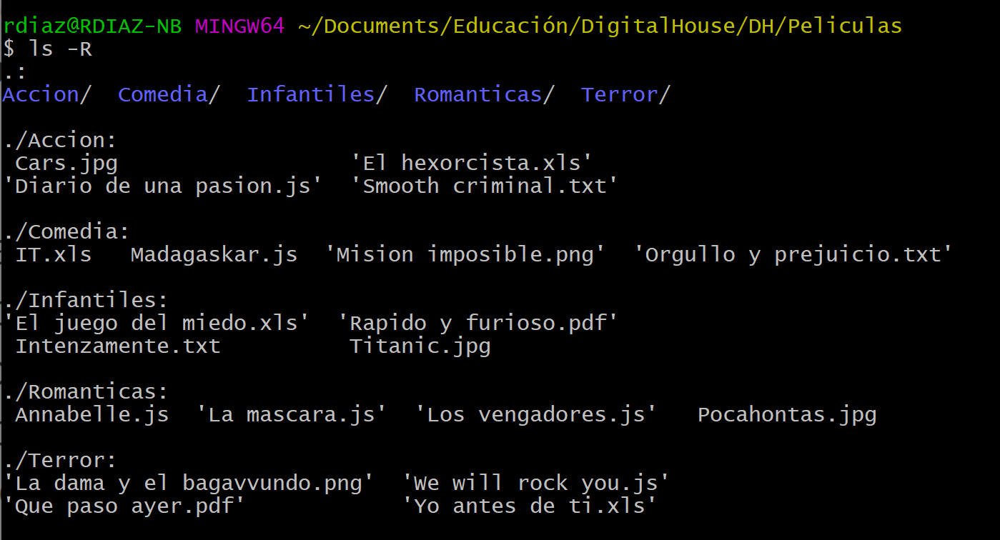 rdiaz@RDIAZ-NB MINGW64 ~/Documents/Educación/DigitalHouse/DH/Peliculas
$ ls -R
.:
Accion/  Comedia/  Infantiles/  Romanticas/  Terror/
./Accion:
 Cars.jpg                  'El hexorcista.xls'
'Diario de una pasion.js'  'Smooth criminal.txt'
./Comedia:
 IT.xls   Madagaskar.js  'Mision imposible.png'  'Orgullo y prejuicio.txt'
./Infantiles:
'El juego del miedo.xls'  'Rapido y furioso.pdf'
 Intenzamente.txt          Titanic.jpg
./Romanticas:
 Annabelle.js  'La mascara.js'  'Los vengadores.js'   Pocahontas.jpg
./Terror:
'La dama y el bagavvundo.png'  'We will rock you.js'
'Que paso ayer.pdf'            'Yo antes de ti.xls'